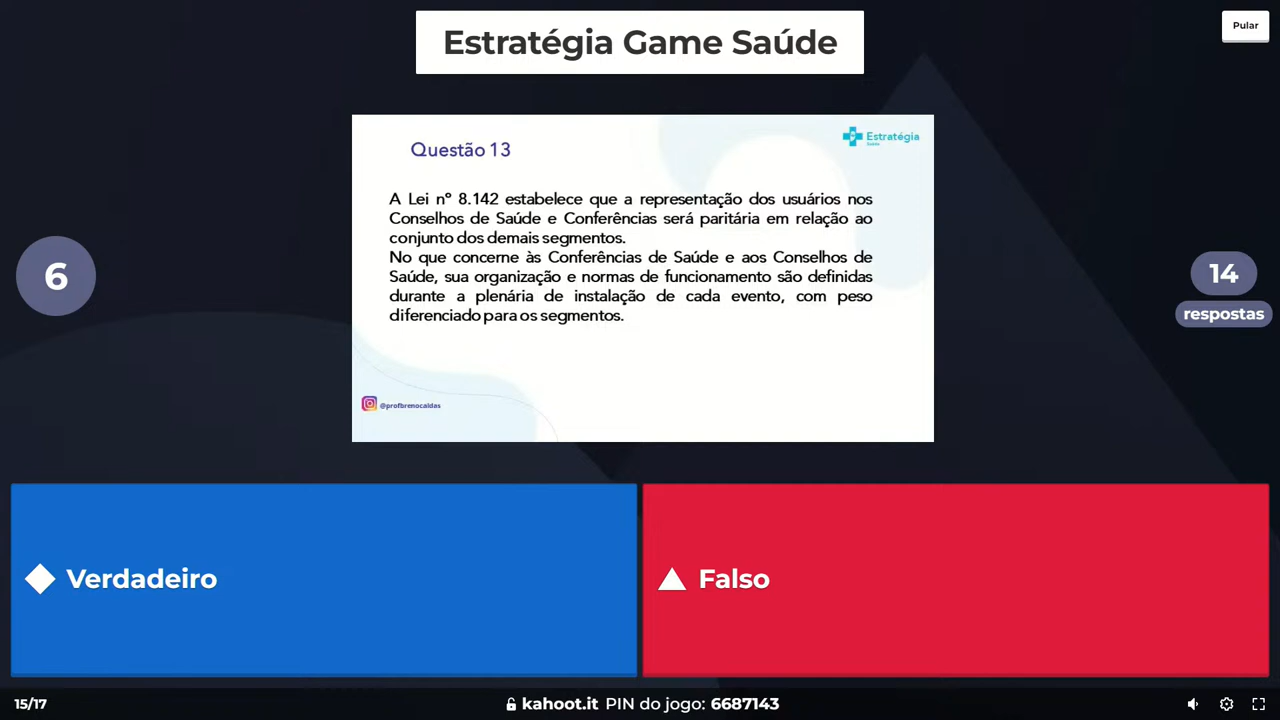 Estratégia Game Saúde
Pular
Estratégia
Saúde
Questão 13
A Lei nº 8.142 estabelece que a representação dos usuários nos
Conselhos de Saúde e Conferências será paritária em relação ao
conjunto dos demais segmentos.
No que concerne às Conferências de Saúde e aos Conselhos de
Saúde, sua organização e normas de funcionamento são definidas
durante a plenária de instalação de cada evento, com peso
diferenciado para os segmentos.
6
14
respostas
@profbrenocaldas
Verdadeiro
Falso
15/17
kahoot.it PIN do jogo: 6687143